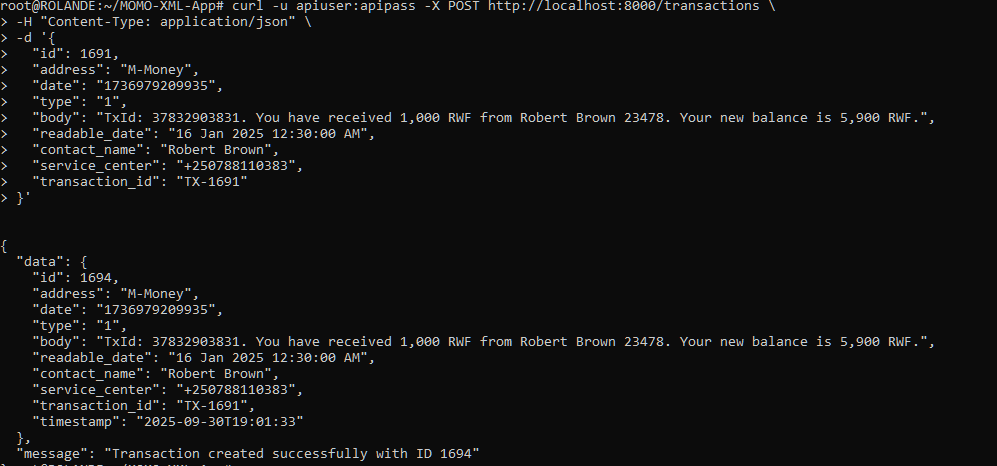 root@ROLANDE:~/MOMO-XML-App# curl -u apiuser:apipass -X POST http://localhost:8000/transactions \
> -H "Content-Type: application/json" \
> -d '{
>   "id": 1691,
>   "address": "M-Money",
>   "date": "1736979209935",
>   "type": "1",
>   "body": "TxId: 37832903831. You have received 1,000 RWF from Robert Brown 23478. Your new balance is 5,900 RWF.",
>   "readable_date": "16 Jan 2025 12:30:00 AM",
>   "contact_name": "Robert Brown",
>   "service_center": "+250788110383",
>   "transaction_id": "TX-1691"
> }'
{
  "data": {
    "id": 1694,
    "address": "M-Money",
    "date": "1736979209935",
    "type": "1",
    "body": "TxId: 37832903831. You have received 1,000 RWF from Robert Brown 23478. Your new balance is 5,900 RWF.",
    "readable_date": "16 Jan 2025 12:30:00 AM",
    "contact_name": "Robert Brown",
    "service_center": "+250788110383",
    "transaction_id": "TX-1691",
    "timestamp": "2025-09-30T19:01:33"
  },
  "message": "Transaction created successfully with ID 1694"